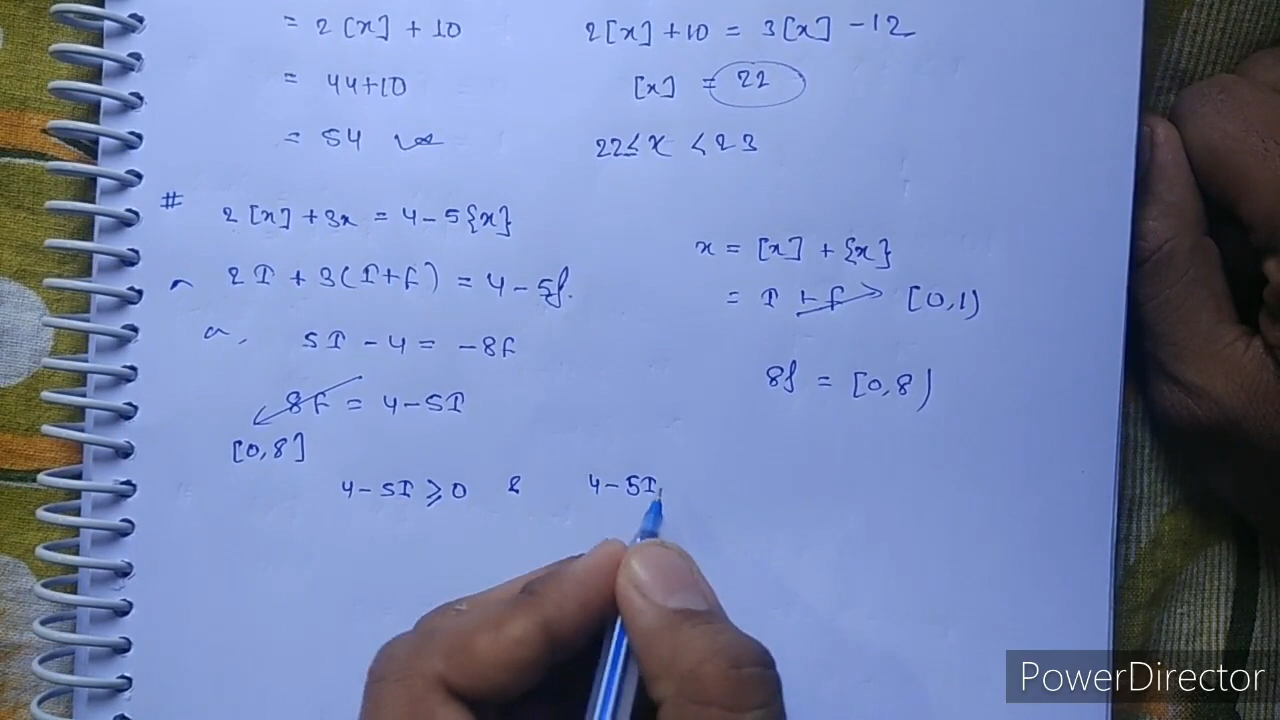 = 2[x] + 10
2[x] + 10 = 3[x] - 12
= 44+10
[x] = 22
= 54
22 ≤ x < 23
# 2[x] + 3x = 4 - 5{x}
x = [x] + {x}
2I + 3(I+f) = 4 - 5f.
= I + f [0,1)
5I - 4 = -8f
8f = [0,8)
8f = 4 - 5I
[0,8]
4 - 5I ≥ 0 & 4 - 5I
PowerDirector